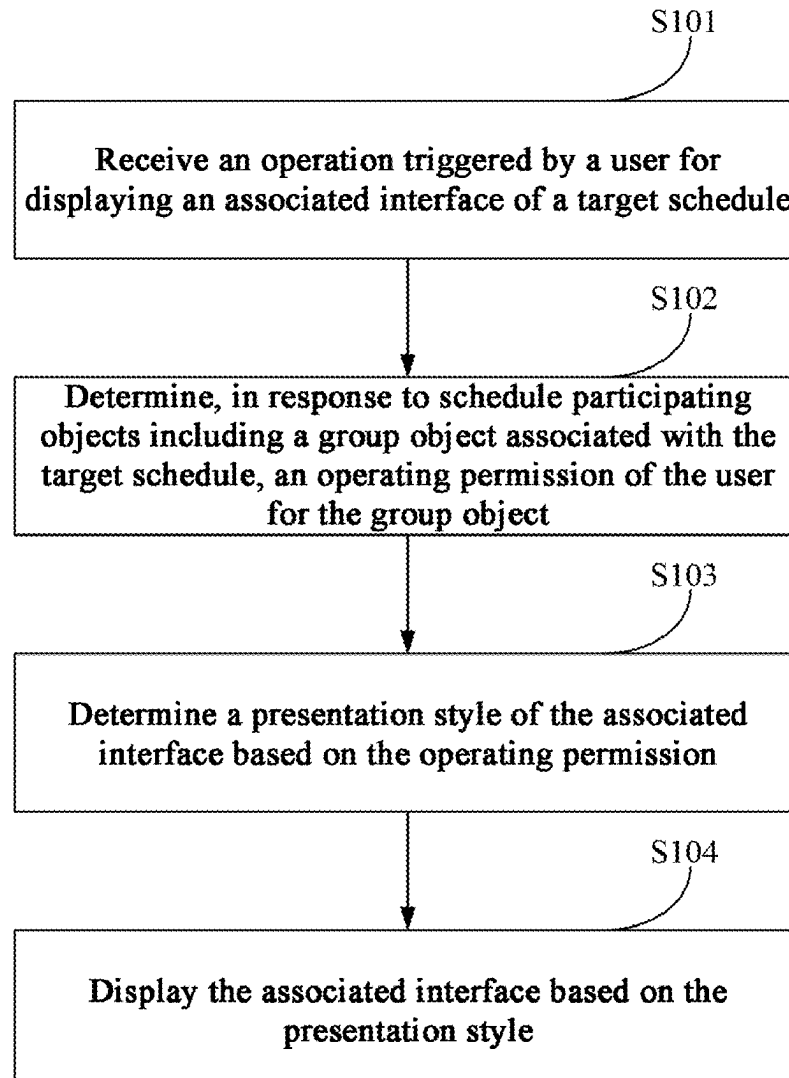 S101
Receive an operation triggered by a user for
displaying an associated interface of a target schedule
S102
Determine, in response to schedule participating
objects including a group object associated with the
target schedule, an operating permission of the user
for the group object
S103
Determine a presentation style of the associated
interface based on the operating permission
S104
Display the associated interface based on the
presentation style